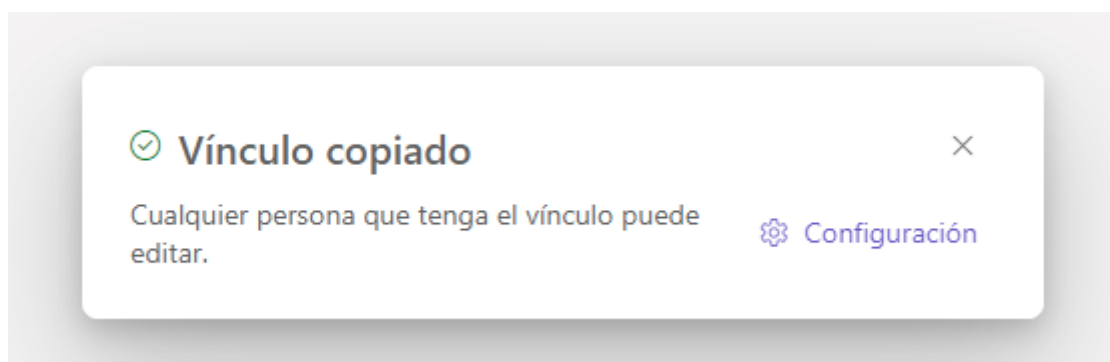 Vínculo copiado
Cualquier persona que tenga el vínculo puede
editar.
Configuración